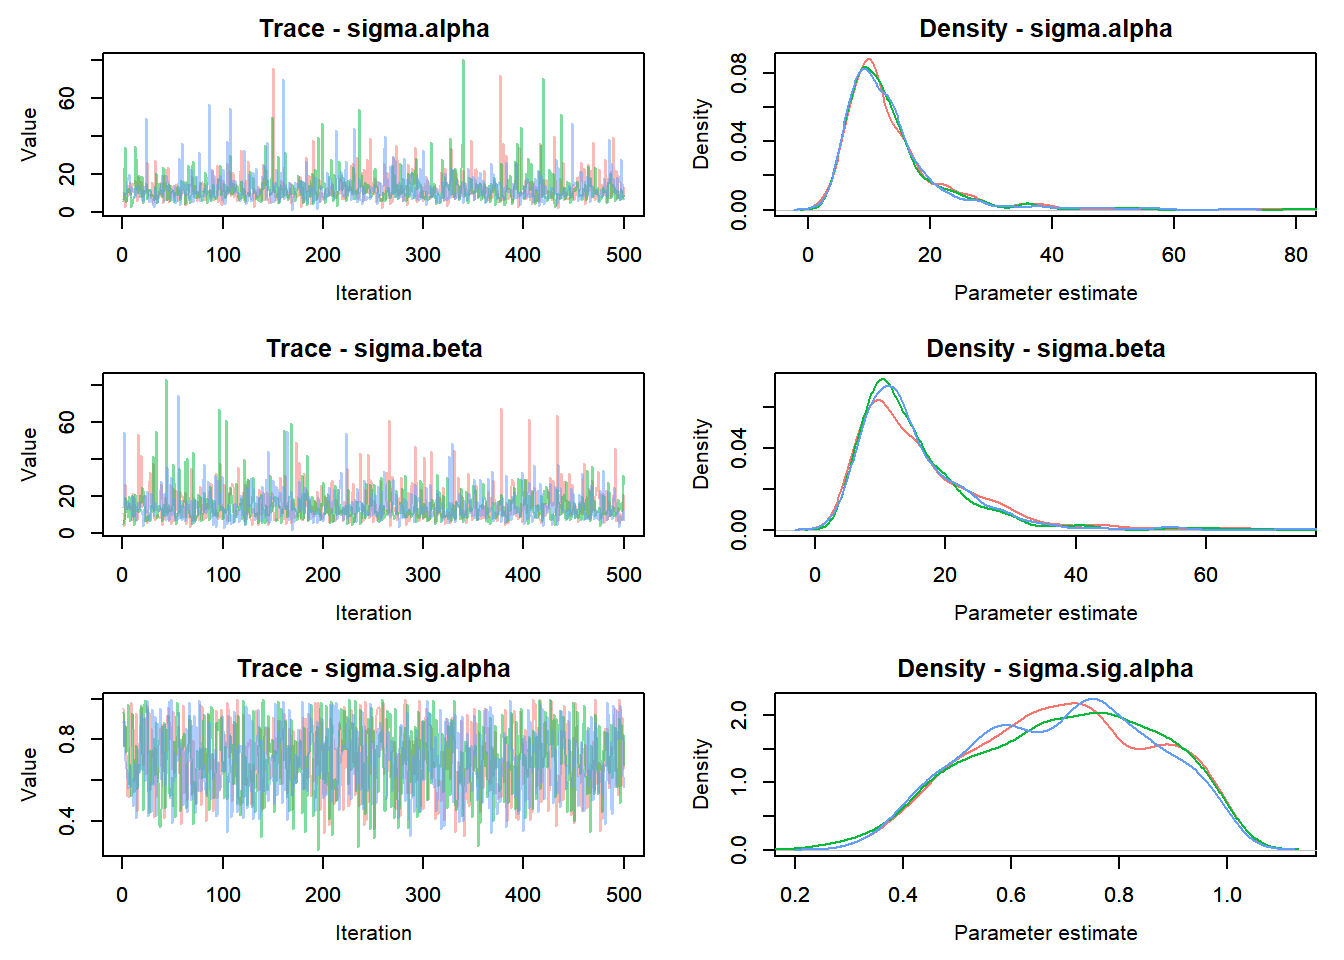 Trace - sigma.alpha
Value
0
20
60
0
100
200
300
400
500
Iteration
Density - sigma.alpha
Density
0.00
0.04
0.08
0
20
40
60
80
Parameter estimate
Trace - sigma.beta
Value
0
20
60
0
100
200
300
400
500
Iteration
Density - sigma.beta
Density
0.00
0.04
0
20
40
60
Parameter estimate
Trace - sigma.sig.alpha
Value
0.4
0.8
0
100
200
300
400
500
Iteration
Density - sigma.sig.alpha
Density
0.0
1.0
2.0
0.2
0.4
0.6
0.8
1.0
Parameter estimate